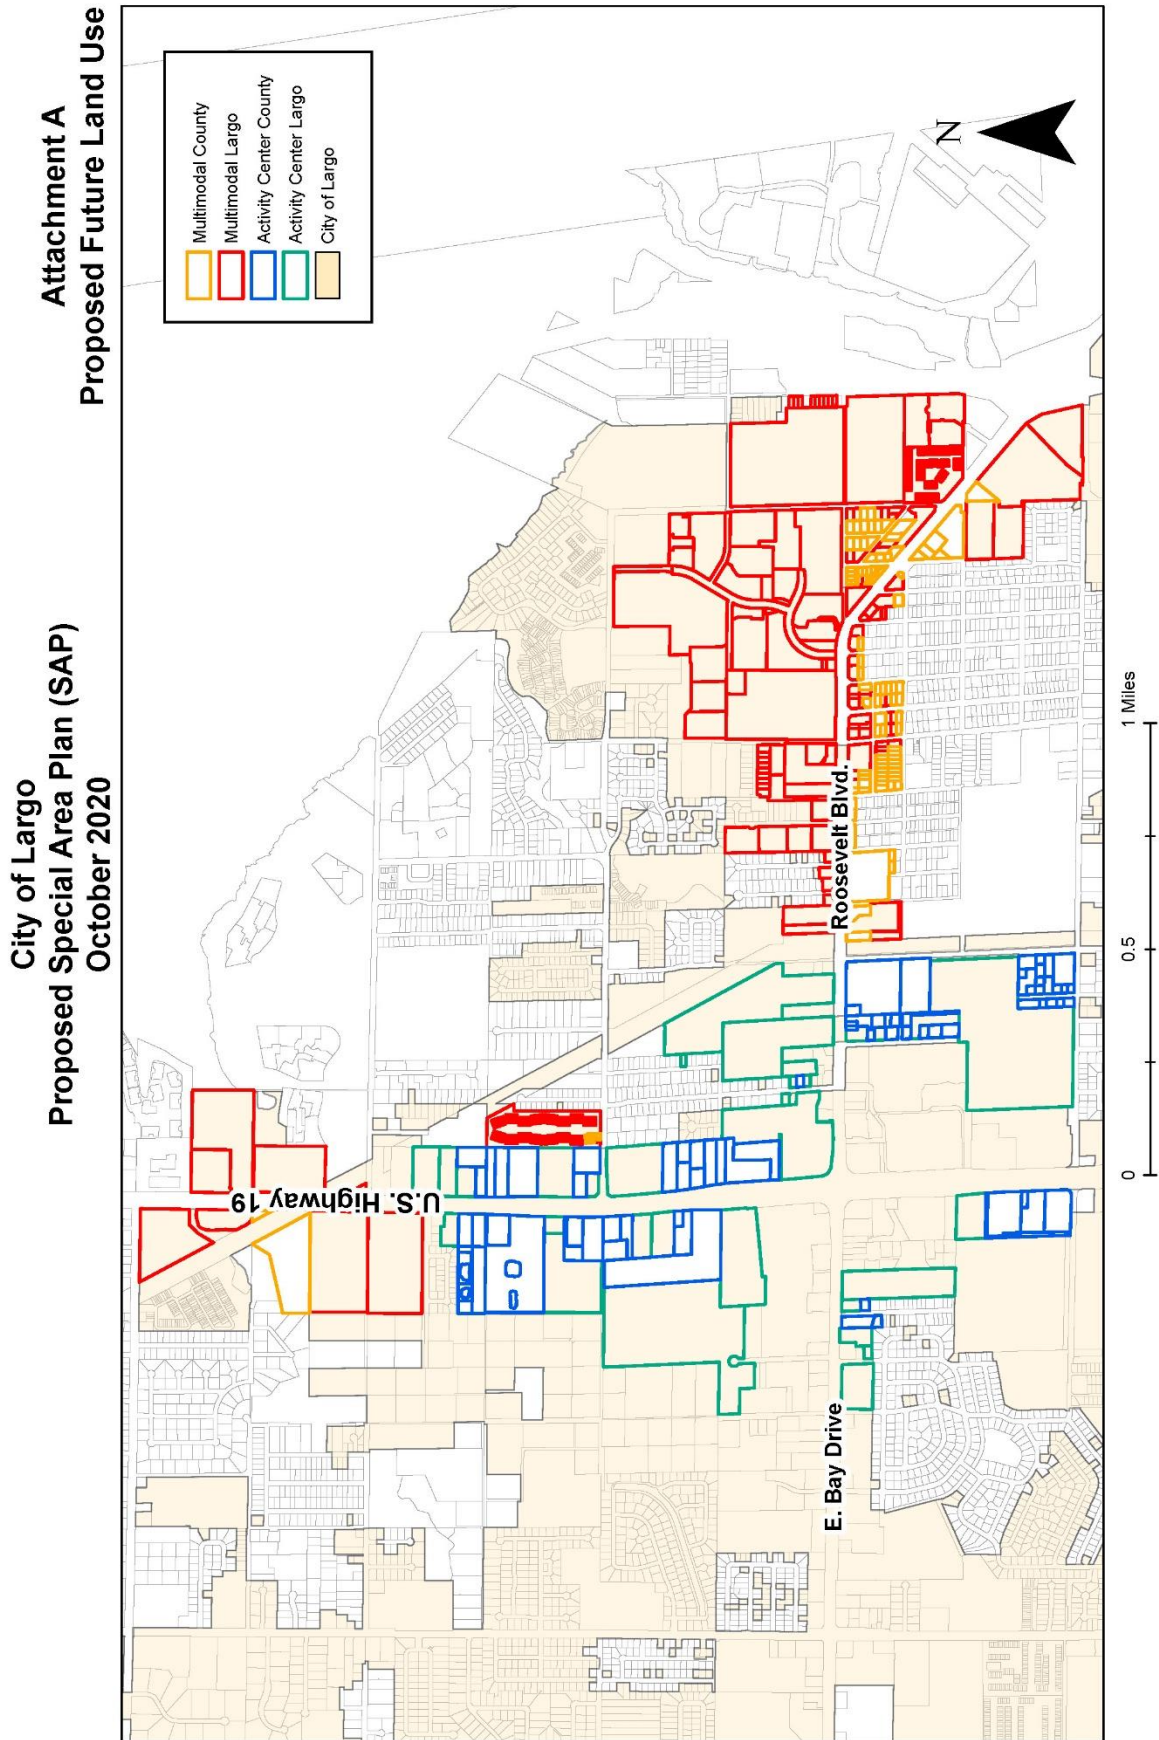 City of Largo
Proposed Special Area Plan (SAP)
October 2020
Attachment A
Proposed Future Land Use
Multimodal County
Multimodal Largo
Activity Center County
Activity Center Largo
City of Largo
N
U.S. Highway 19
Roosevelt Blvd.
E. Bay Drive
0
0.5
1 Miles